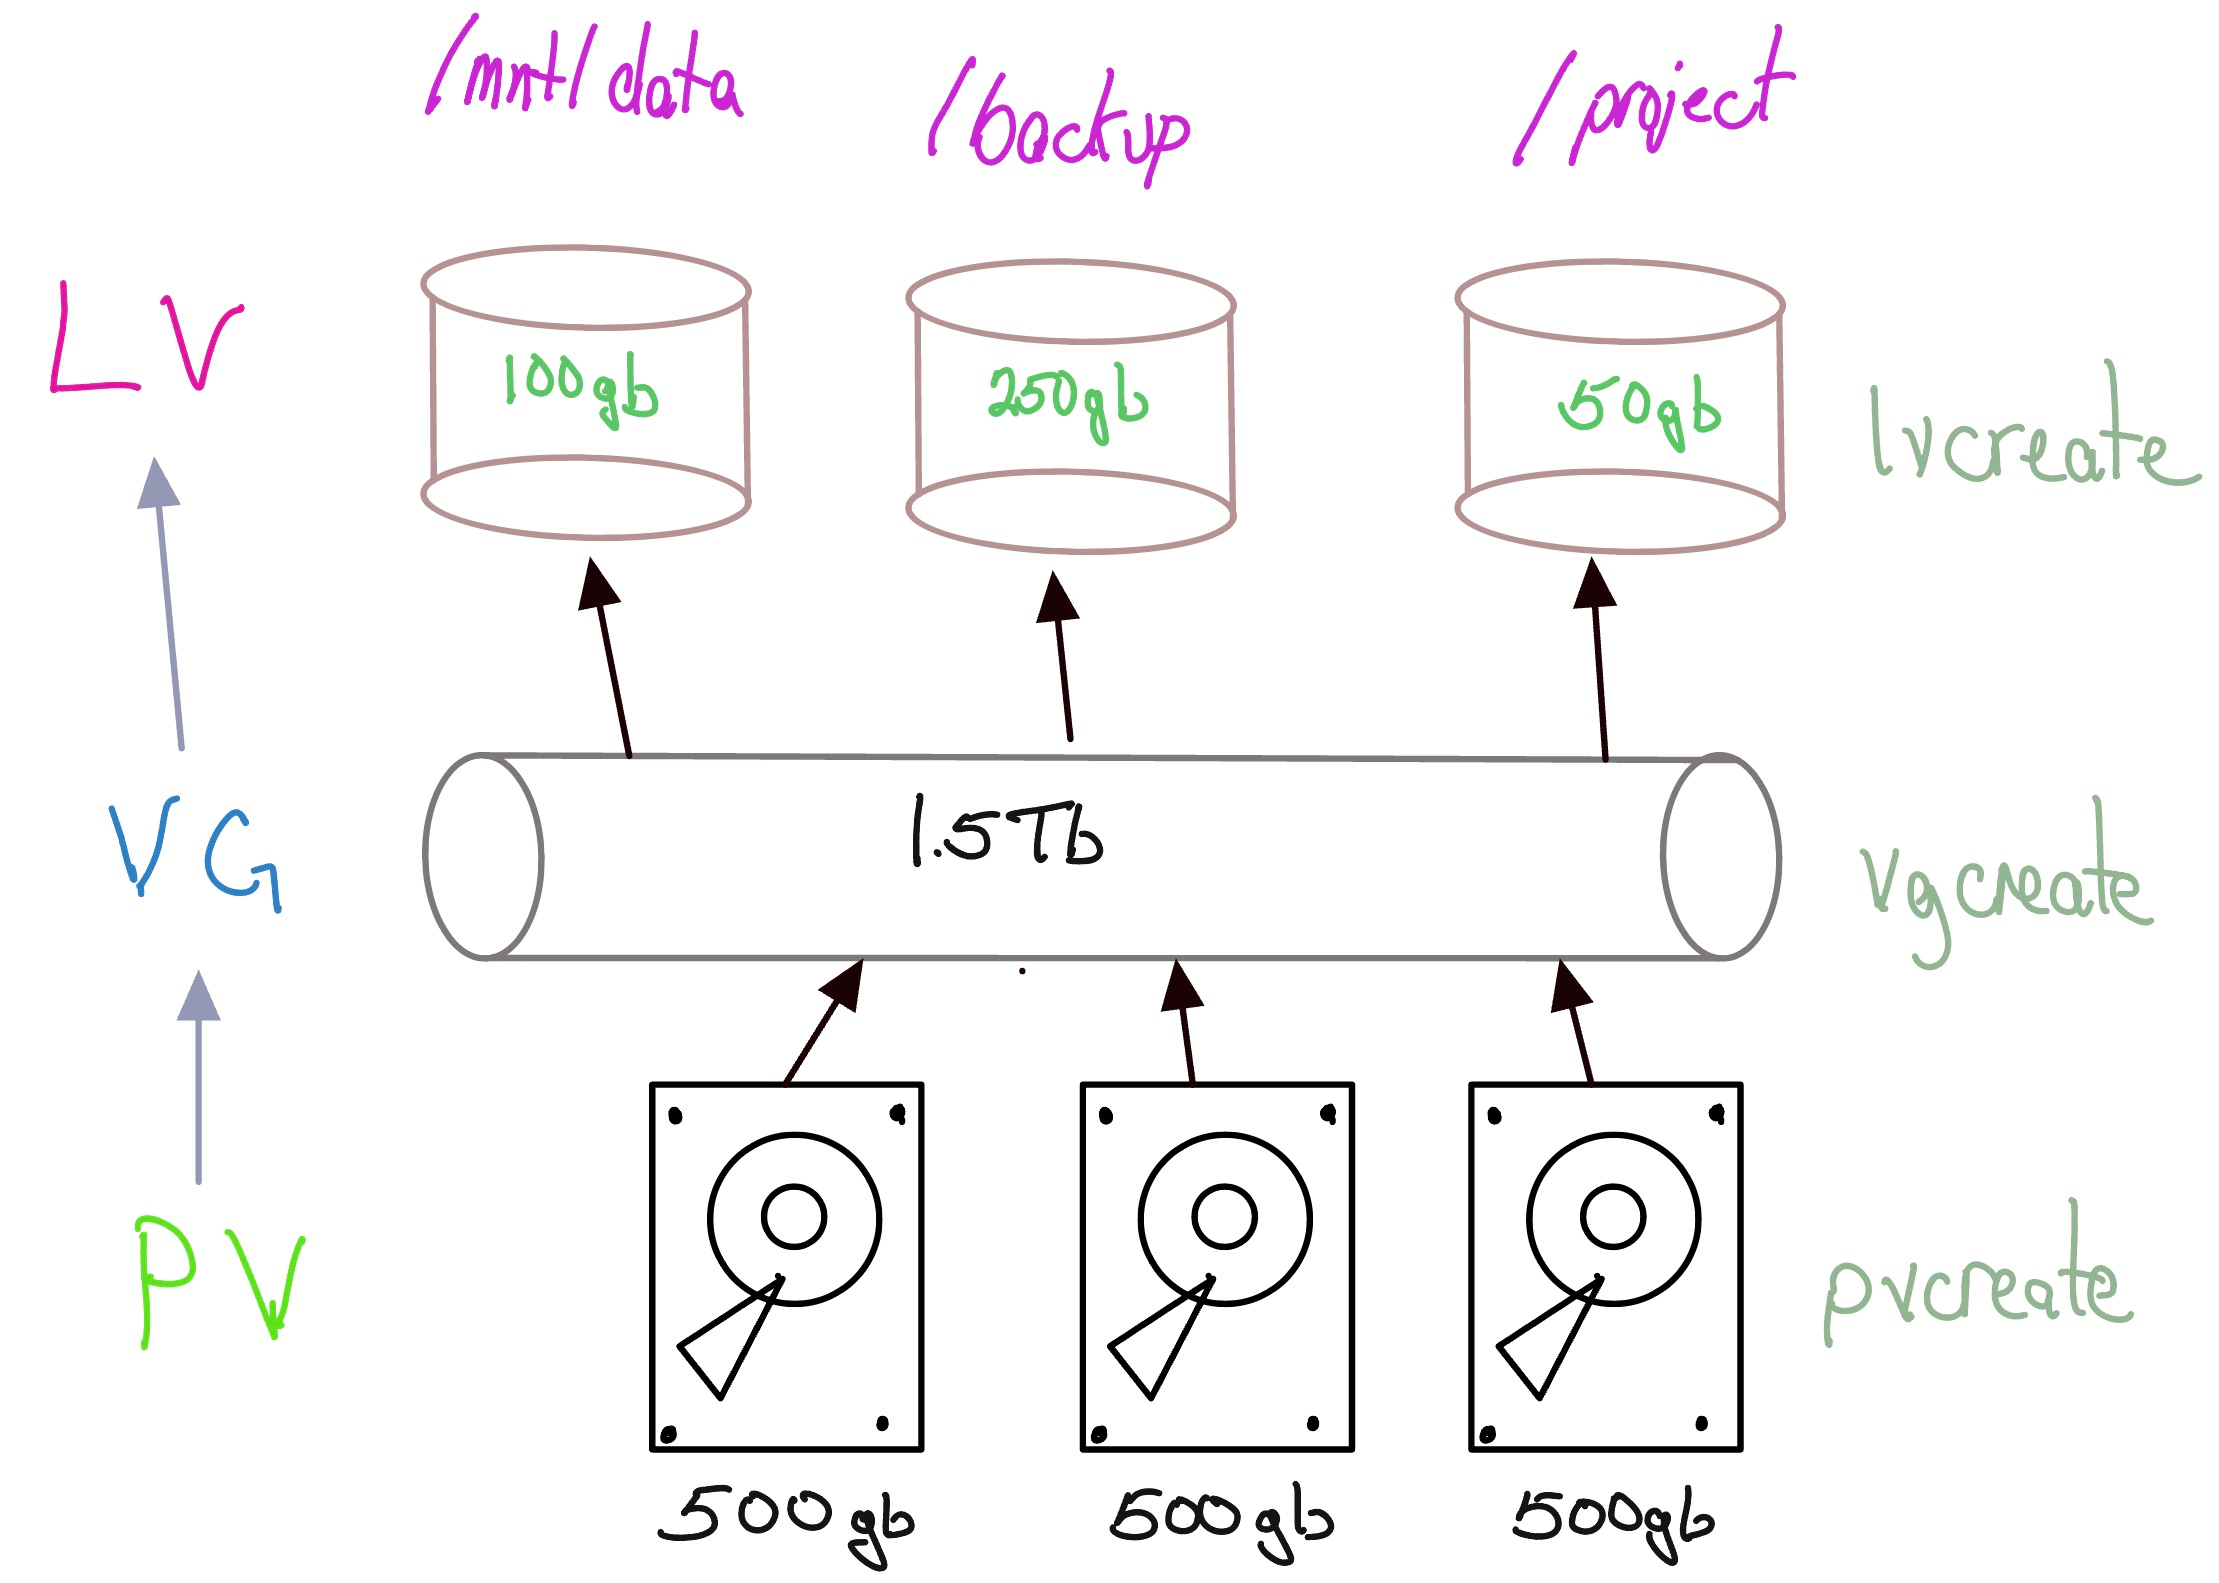 /mnt/data
/backup
/project
LV
100gb
250gb
50gb
lvcreate
VG
1.5Tb
vgcreate
PV
pvcreate
500gb
500gb
500gb